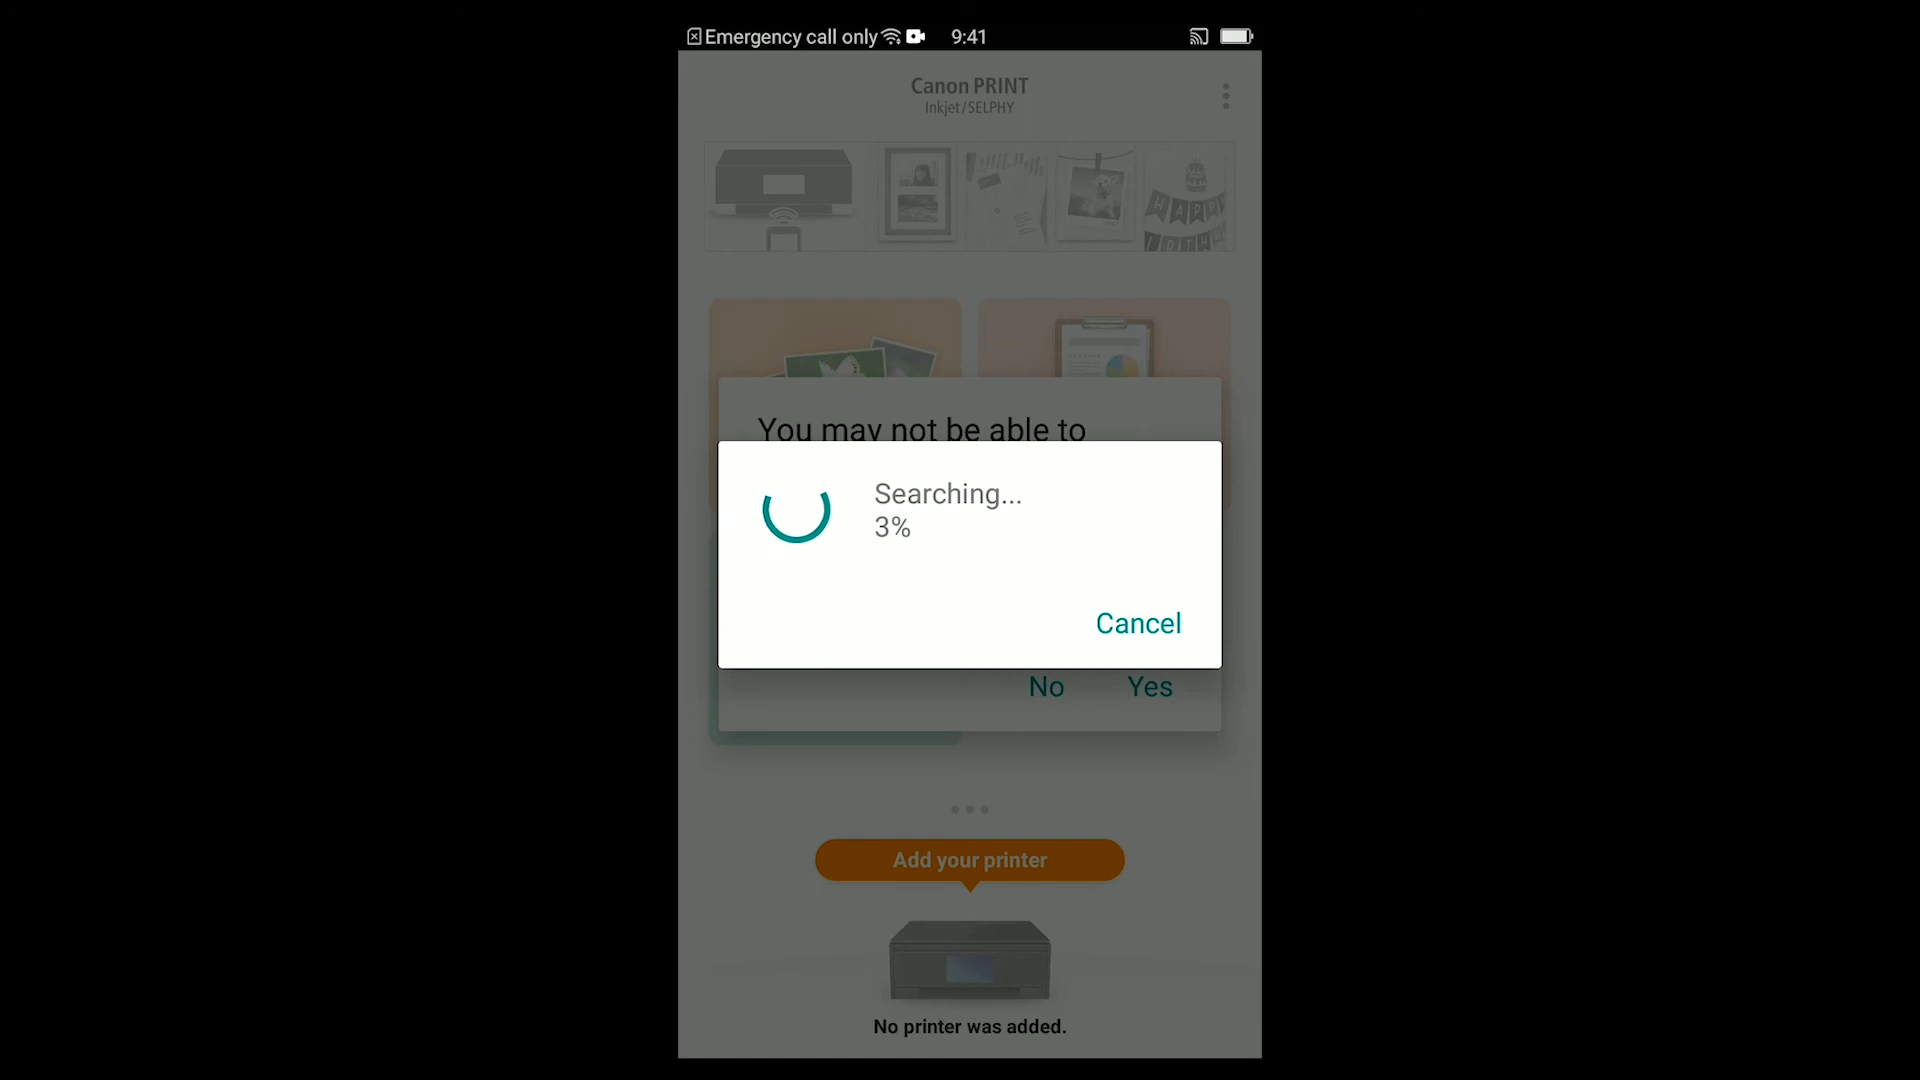 Emergency call only 9:41
Canon PRINT
Inkjet/SELPHY
HAPPY
You may not be able to
Searching...
3%
Cancel
No Yes
Add your printer
No printer was added.